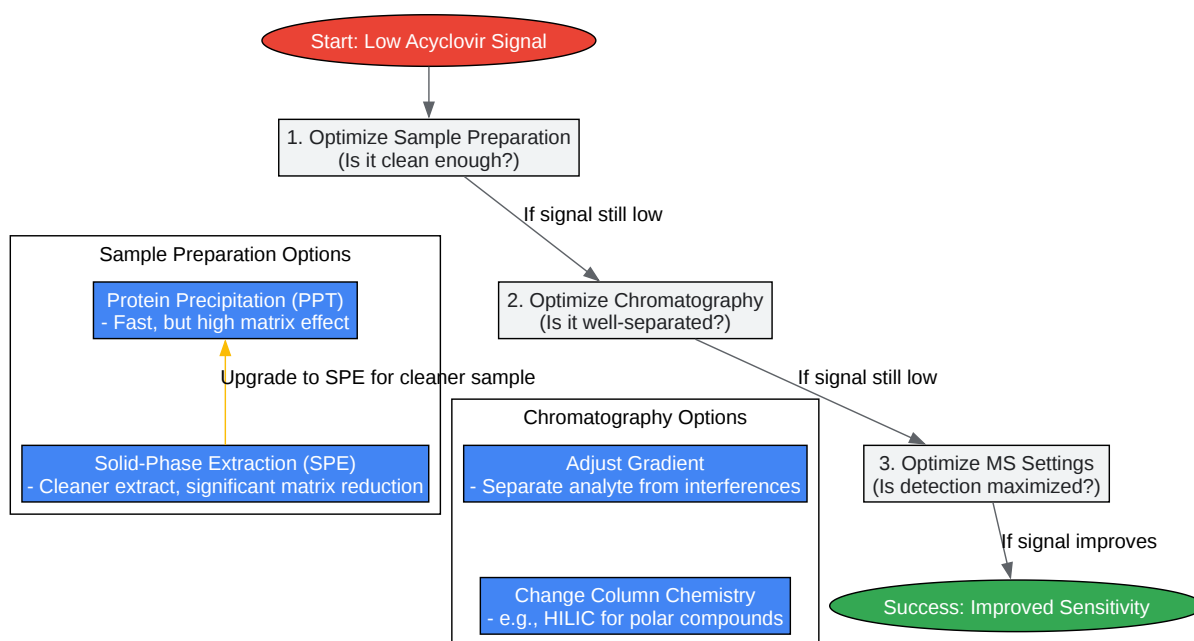 Start: Low Acyclovir Signal
1. Optimize Sample Preparation
(Is it clean enough?)
If signal still low
Sample Preparation Options
Protein Precipitation (PPT)
- Fast, but high matrix effect
2. Optimize Chromatography
(Is it well-separated?)
Upgrade to SPE for cleaner sample
If signal still low
Solid-Phase Extraction (SPE)
- Cleaner extract, significant matrix reduction
Chromatography Options
Adjust Gradient
- Separate analyte from interferences
3. Optimize MS Settings
(Is detection maximized?)
If signal improves
Change Column Chemistry
- e.g., HILIC for polar compounds
Success: Improved Sensitivity